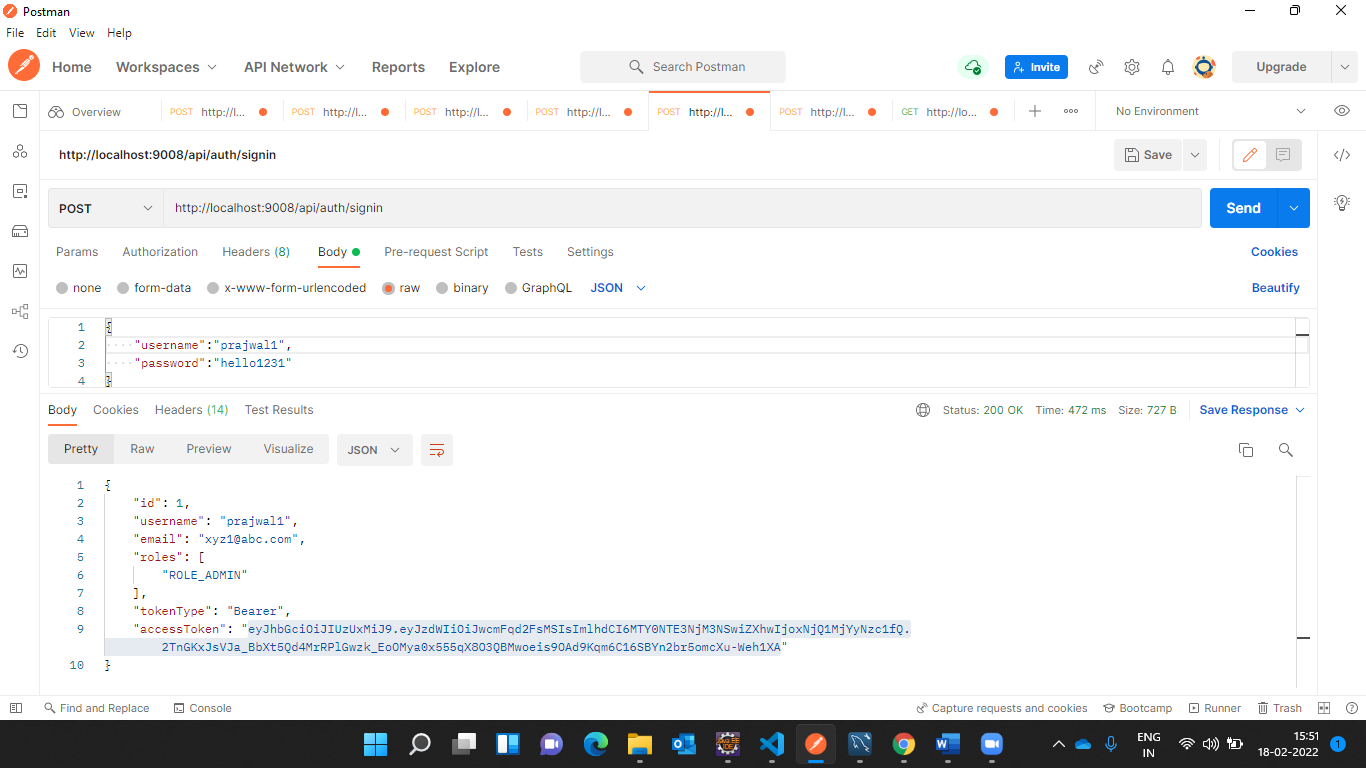 Postman
File Edit View Help
Home Workspaces API Network Reports Explore Search Postman Invite Upgrade
Overview POST http://l... POST http://l... POST http://l... POST http://l... POST http://l... POST http://l... GET http://lo... No Environment
http://localhost:9008/api/auth/signin Save
POST http://localhost:9008/api/auth/signin Send
Params Authorization Headers (8) Body Pre-request Script Tests Settings Cookies
none form-data x-www-form-urlencoded raw binary GraphQL JSON Beautify
1 {
2 "username":"prajwal1",
3 "password":"hello1231"
4 }
Body Cookies Headers (14) Test Results Status: 200 OK Time: 472 ms Size: 727 B Save Response
Pretty Raw Preview Visualize JSON
1 {
2 "id": 1,
3 "username": "prajwal1",
4 "email": "xyz1@abc.com",
5 "roles": [
6 "ROLE_ADMIN"
7 ],
8 "tokenType": "Bearer",
9 "accessToken": "eyJhbGciOiJIUzUxMiJ9.eyJzdWIiOiJwcmFqd2FsMSIsImlhdCI6MTY0NTE3NjM3NSwiZXhwIjoxNjQ1MjYyNzc1fQ.
2TnGKxJsVJa_BbXt5Qd4MrRPlGwzk_EoOMya0x555qX8O3QBMwoeis9OAd9Kqm6C16SBYn2br5omcXu-Weh1XA"
10 }
Find and Replace Console Capture requests and cookies Bootcamp Runner Trash
ENG 15:51
IN 18-02-2022 1